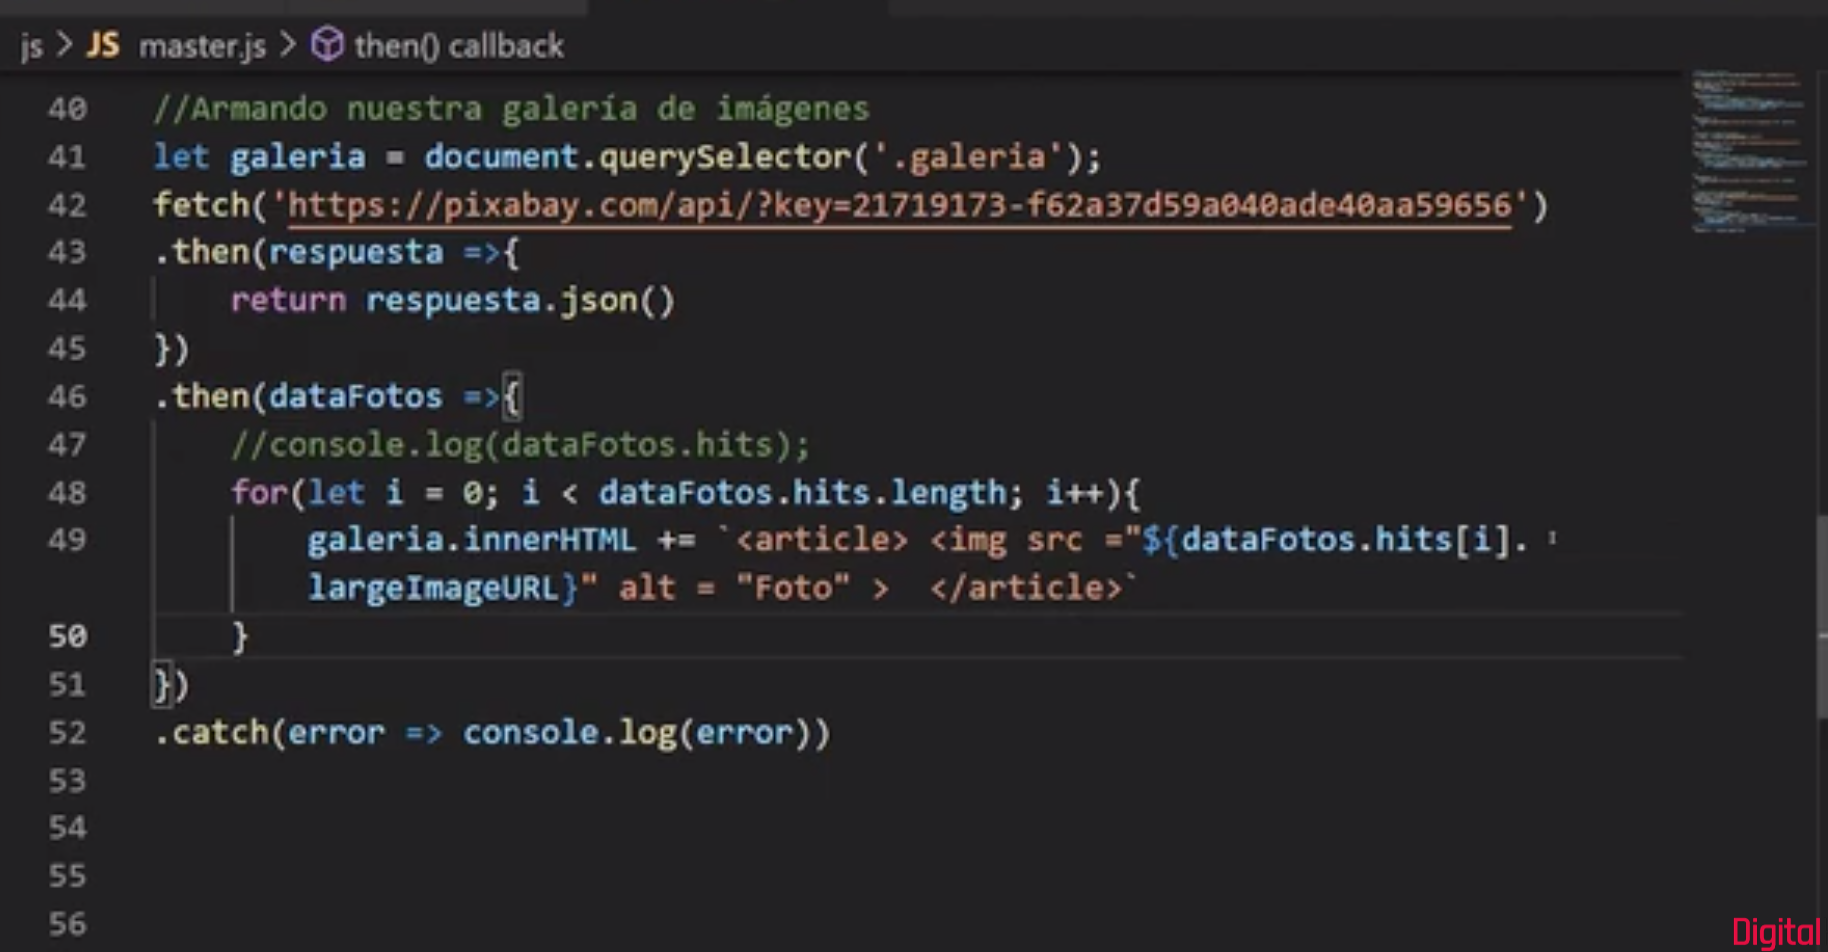 js > JS master.js > then() callback
40 //Armando nuestra galería de imágenes
41 let galeria = document.querySelector('.galeria');
42 fetch('https://pixabay.com/api/?key=21719173-f62a37d59a040ade40aa59656')
43 .then(respuesta =>{
44 return respuesta.json()
45 })
46 .then(dataFotos =>{
47 //console.log(dataFotos.hits);
48 for(let i = 0; i < dataFotos.hits.length; i++){
49 galeria.innerHTML += `<article> <img src ="${dataFotos.hits[i].
largeImageURL}" alt = "Foto" >  </article>`
50 }
51 })
52 .catch(error => console.log(error))
53
54
55
56
Digital